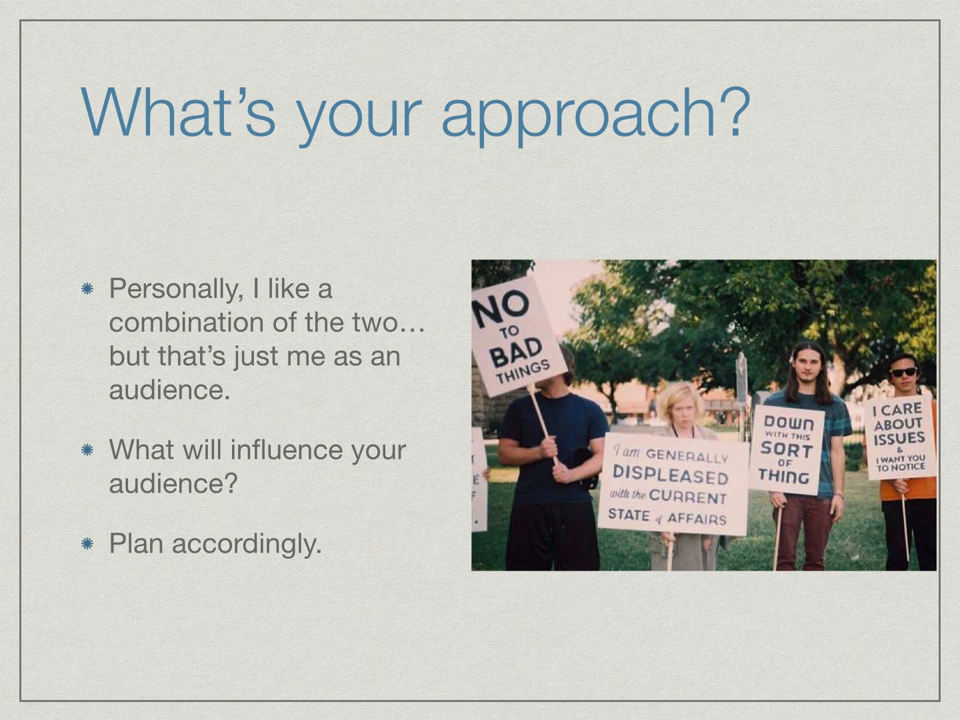 What’s your approach?
Personally, I like a
combination of the two…
but that’s just me as an
audience.
What will influence your
audience?
Plan accordingly.
NO
TO
BAD
THINGS
I am GENERALLY
DISPLEASED
with the CURRENT
STATE of AFFAIRS
DOWN
WITH THIS
SORT
OF
THING
I CARE
ABOUT
ISSUES
&
I WANT YOU
TO NOTICE